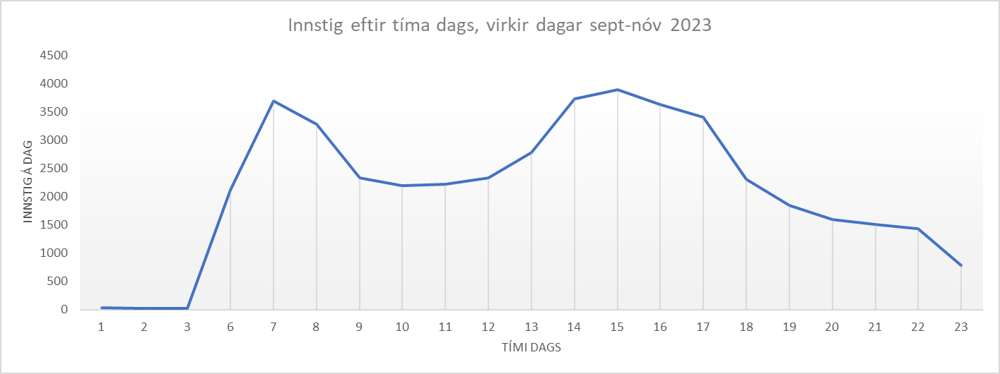 Innstig eftir tíma dags, virkir dagar sept-nóv 2023
4500
4000
3500
3000
2500
2000
1500
1000
500
0
INNSTIG Á DAG
1 2 3 6 7 8 9 10 11 12 13 14 15 16 17 18 19 20 21 22 23
TÍMI DAGS